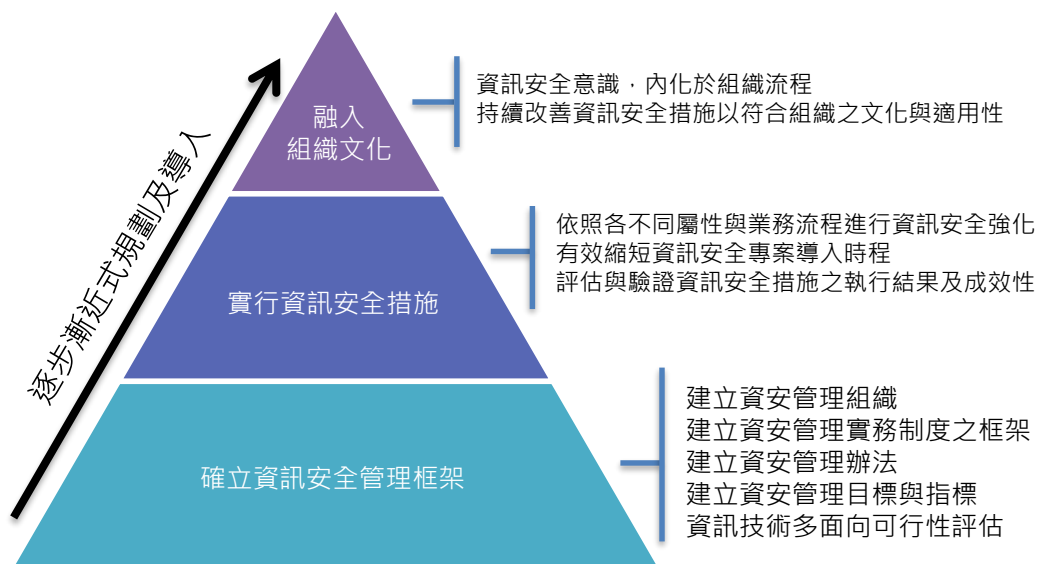 逐步漸近式規劃及導入
融入
組織文化
資訊安全意識，內化於組織流程
持續改善資訊安全措施以符合組織之文化與適用性
實行資訊安全措施
依照各不同屬性與業務流程進行資訊安全強化
有效縮短資訊安全專案導入時程
評估與驗證資訊安全措施之執行結果及成效性
確立資訊安全管理框架
建立資安管理組織
建立資安管理實務制度之框架
建立資安管理辦法
建立資安管理目標與指標
資訊技術多面向可行性評估